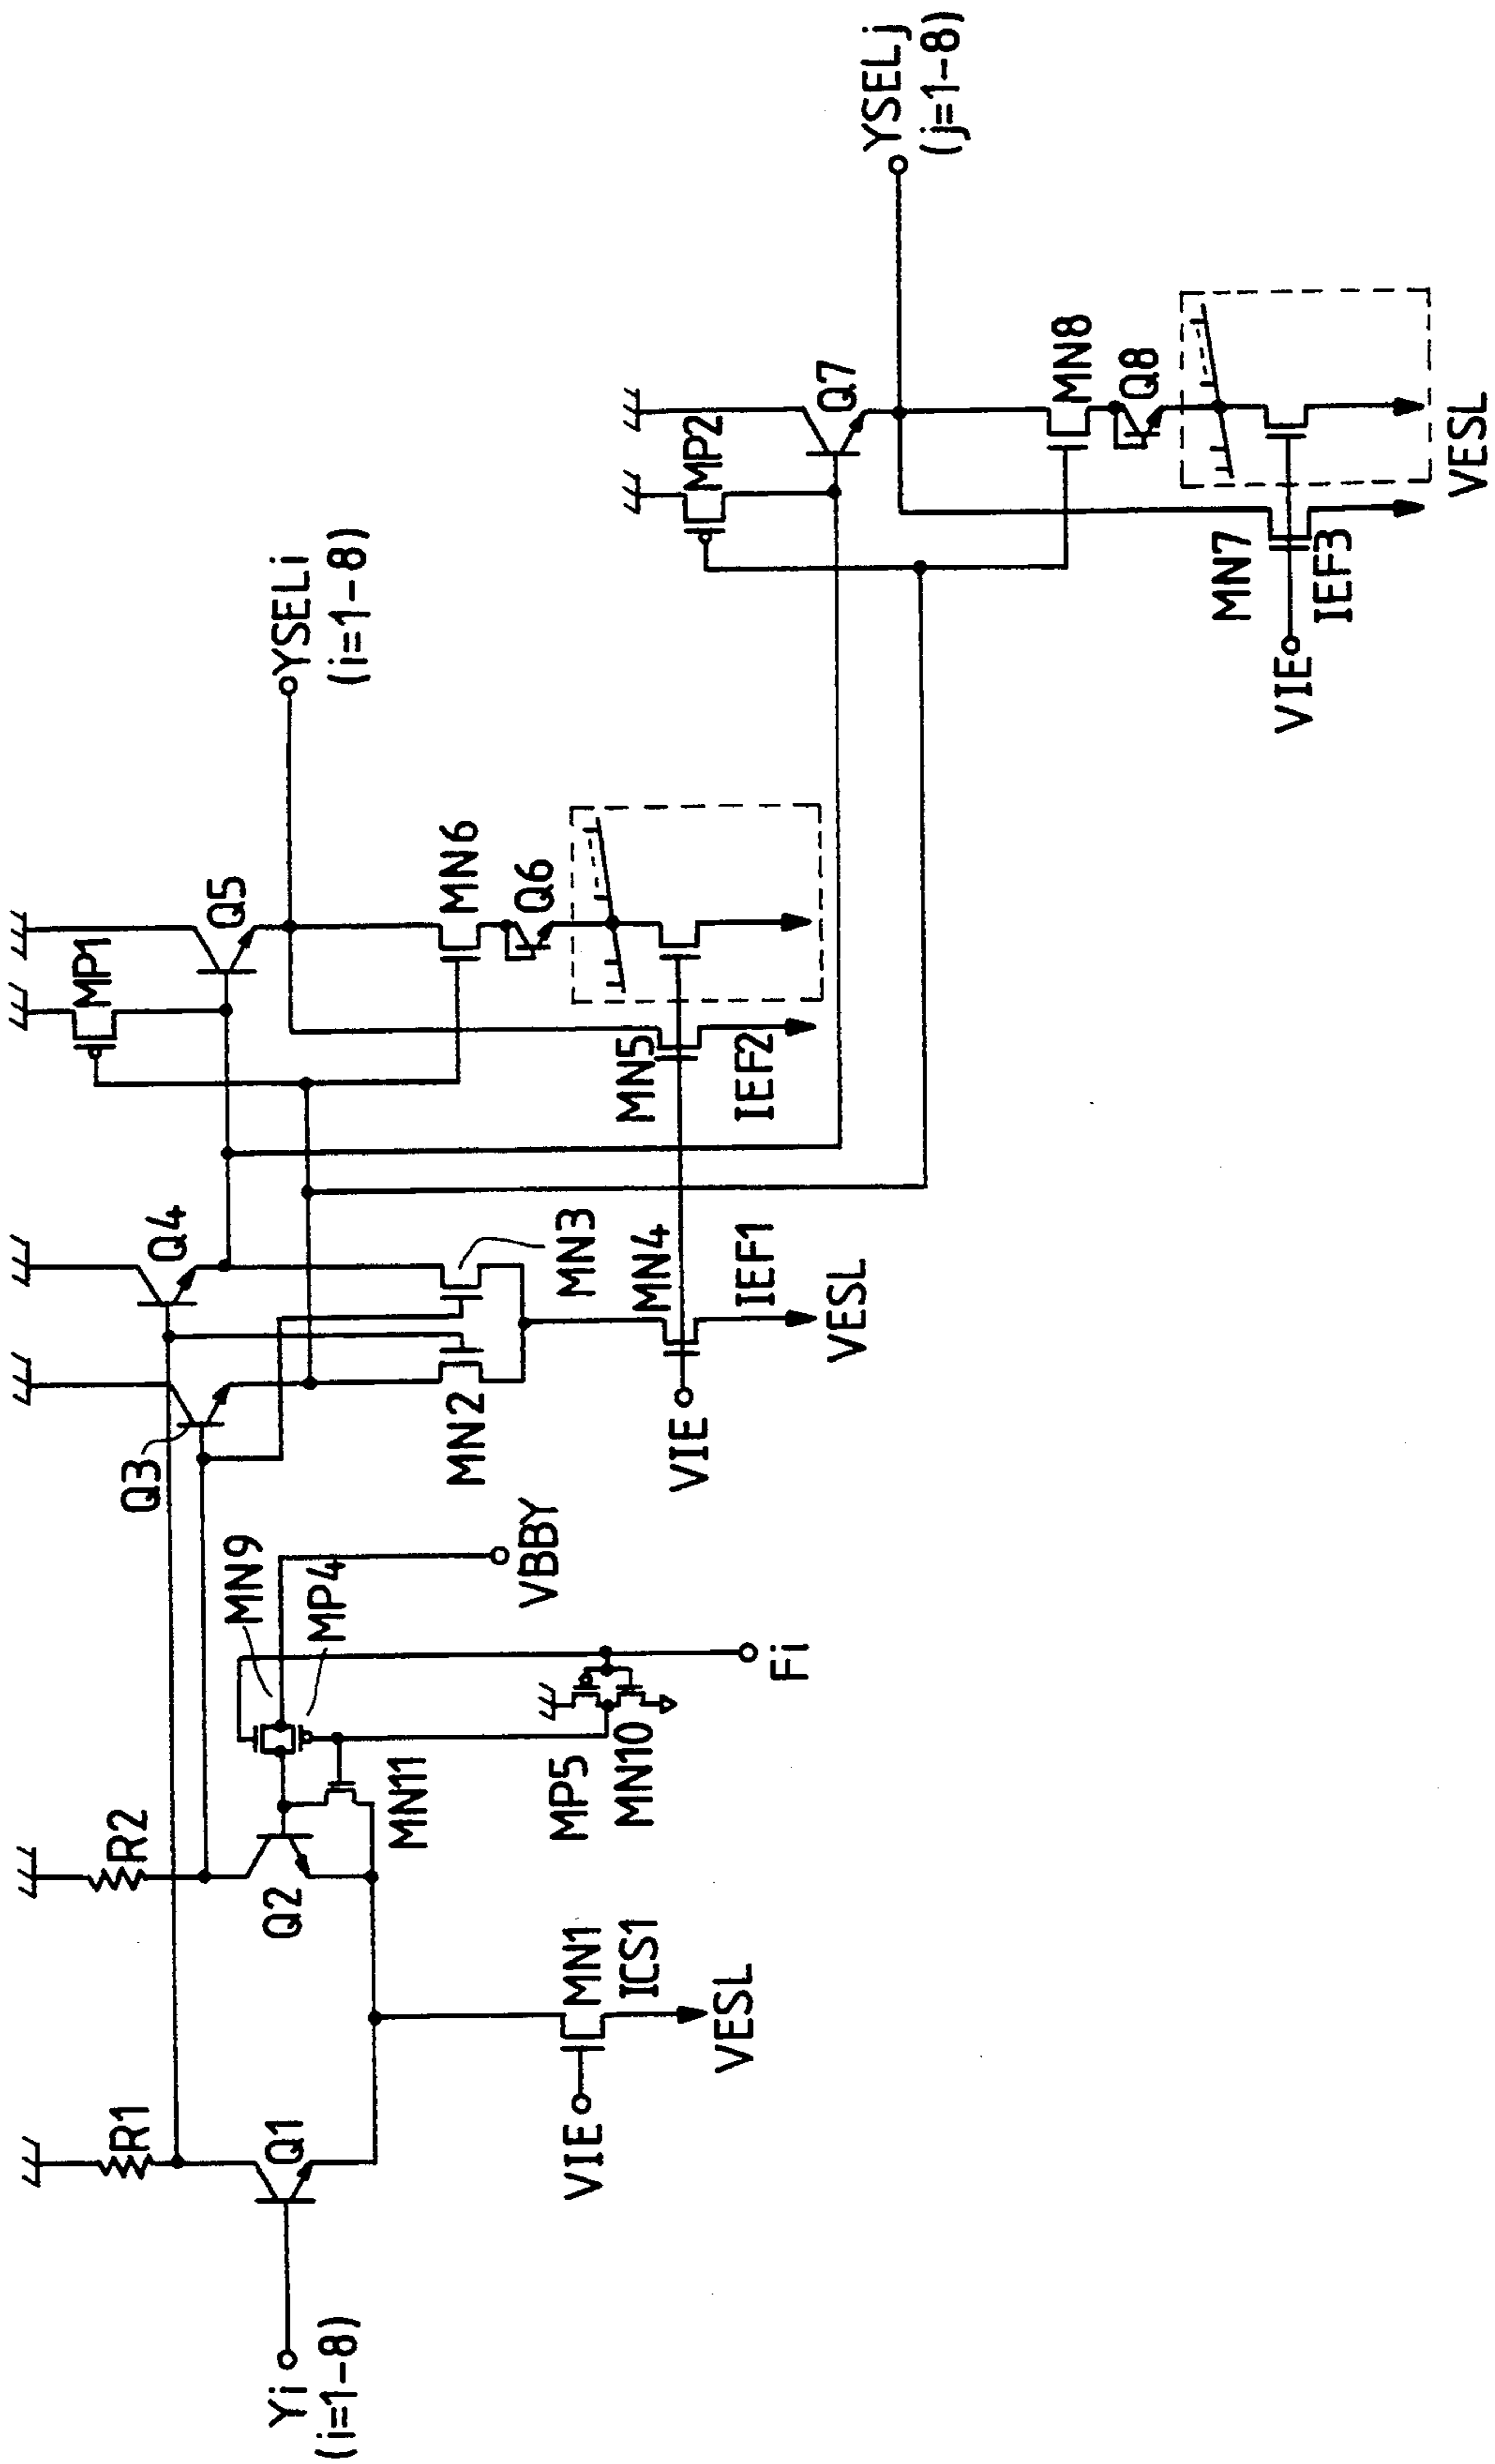 Yi
(i=1-8)
R1
Q1
VIE
MN1
ICS1
VESL
R2
Q2
MN11
MP5
MN10
Fi
MN9
MP4
VBBY
Q3
Q4
MN2
MN3
VIE
MN4
IEF1
VESL
MP1
Q5
YSELi
(i=1-8)
MN6
Q6
MN5
IEF2
MP2
Q7
YSELj
(j=1-8)
MN8
Q8
MN7
IEF3
VIE
VESL